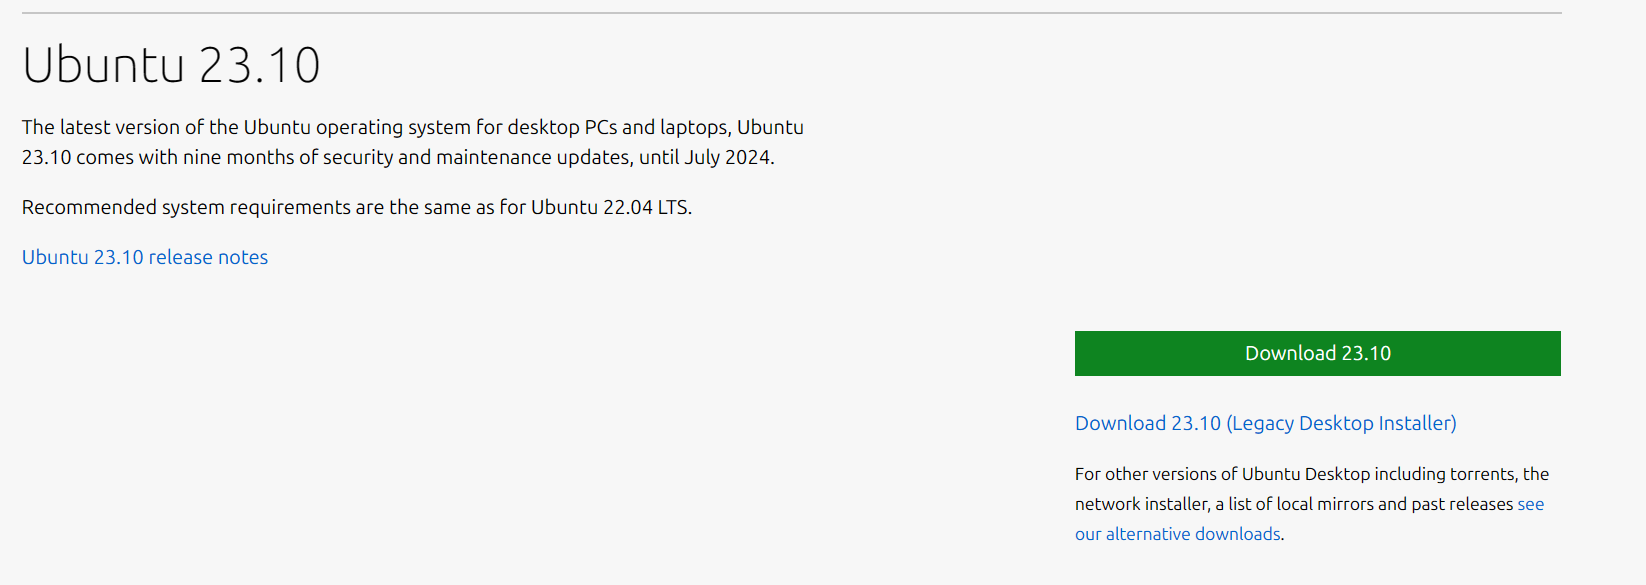 Ubuntu 23.10
The latest version of the Ubuntu operating system for desktop PCs and laptops, Ubuntu
23.10 comes with nine months of security and maintenance updates, until July 2024.
Recommended system requirements are the same as for Ubuntu 22.04 LTS.
Ubuntu 23.10 release notes
Download 23.10
Download 23.10 (Legacy Desktop Installer)
For other versions of Ubuntu Desktop including torrents, the
network installer, a list of local mirrors and past releases see
our alternative downloads.